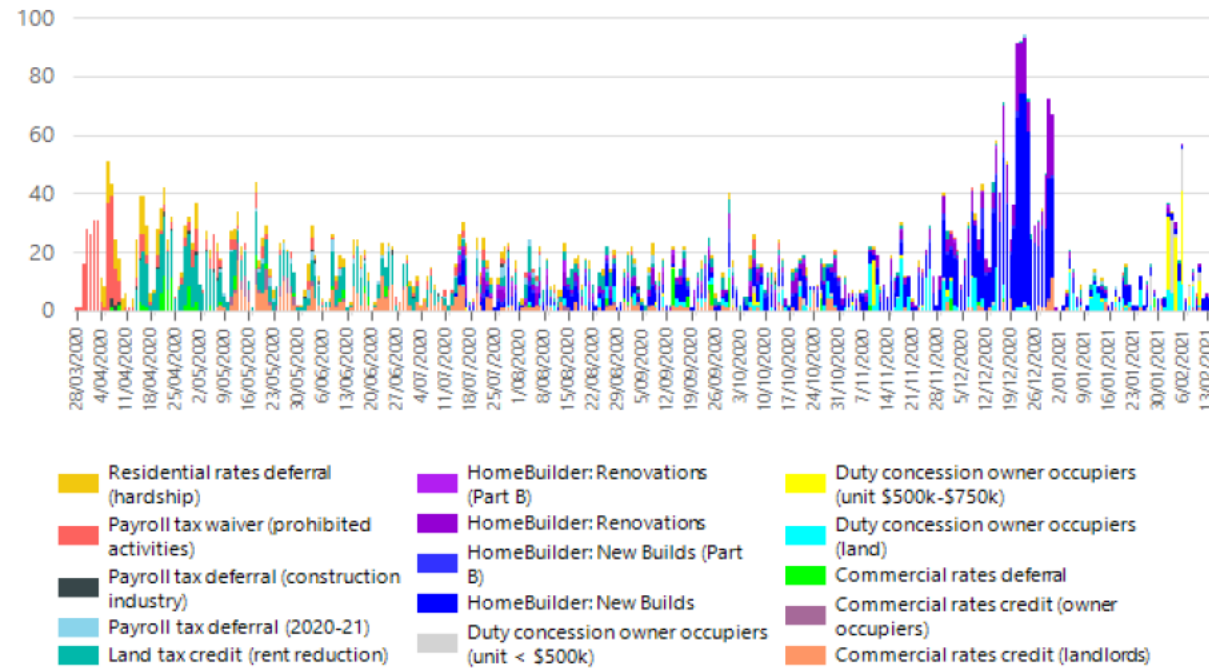 100
80
60
40
20
0
28/03/2020
4/04/2020
11/04/2020
18/04/2020
25/04/2020
2/05/2020
9/05/2020
16/05/2020
23/05/2020
30/05/2020
6/06/2020
13/06/2020
20/06/2020
27/06/2020
4/07/2020
11/07/2020
18/07/2020
25/07/2020
1/08/2020
8/08/2020
15/08/2020
22/08/2020
29/08/2020
5/09/2020
12/09/2020
19/09/2020
26/09/2020
3/10/2020
10/10/2020
17/10/2020
24/10/2020
31/10/2020
7/11/2020
14/11/2020
21/11/2020
28/11/2020
5/12/2020
12/12/2020
19/12/2020
26/12/2020
2/01/2021
9/01/2021
16/01/2021
23/01/2021
30/01/2021
6/02/2021
13/02/2021
Residential rates deferral
(hardship)
Payroll tax waiver (prohibited
activities)
Payroll tax deferral (construction
industry)
Payroll tax deferral (2020-21)
Land tax credit (rent reduction)
HomeBuilder: Renovations
(Part B)
HomeBuilder: Renovations
HomeBuilder: New Builds (Part
B)
HomeBuilder: New Builds
Duty concession owner occupiers
(unit < $500k)
Duty concession owner occupiers
(unit $500k-$750k)
Duty concession owner occupiers
(land)
Commercial rates deferral
Commercial rates credit (owner
occupiers)
Commercial rates credit (landlords)